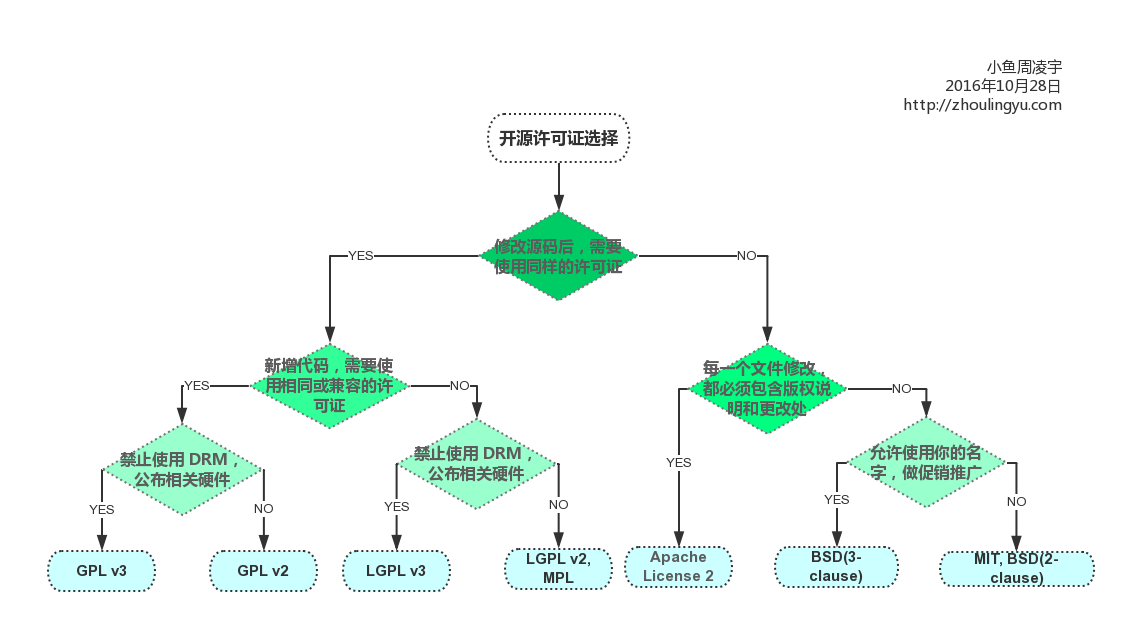 小鱼周凌宇
2016年10月28日
http://zhoulingyu.com
开源许可证选择
修改源码后，需要
使用同样的许可证
YES
NO
新增代码，需要使
用相同或兼容的许
可证
每一个文件修改，
都必须包含版权说
明和更改处
YES
NO
NO
禁止使用 DRM，
公布相关硬件
禁止使用 DRM，
公布相关硬件
YES
允许使用你的名
字，做促销推广
YES
NO
YES
NO
YES
NO
GPL v3
GPL v2
LGPL v3
LGPL v2,
MPL
Apache
License 2
BSD(3-
clause)
MIT, BSD(2-
clause)